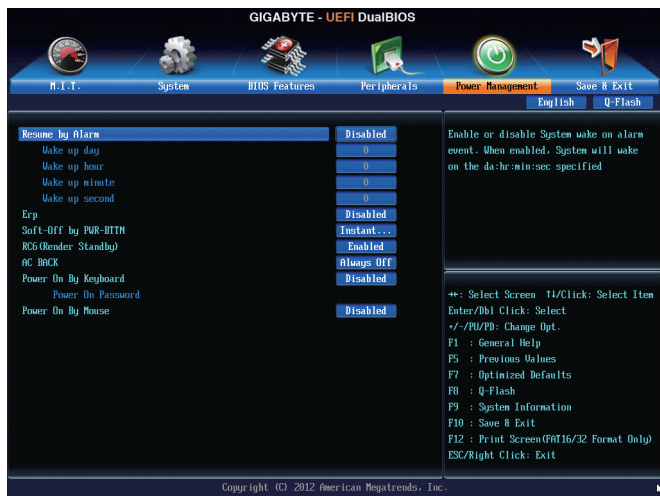 GIGABYTE - UEFI DualBIOS
M.I.T.
System
BIOS Features
Peripherals
Power Management
Save & Exit
English
Q-Flash
Resume by Alarm Disabled
Wake up day 0
Wake up hour 0
Wake up minute 0
Wake up second 0
Erp Disabled
Soft-Off by PWR-BTTN Instant...
RC6(Render Standby) Enabled
AC BACK Always Off
Power On By Keyboard Disabled
Power On Password
Power On By Mouse Disabled
Enable or disable System wake on alarm
event. When enabled, System will wake
on the da:hr:min:sec specified
→←: Select Screen ↑↓/Click: Select Item
Enter/Dbl Click: Select
+/-/PU/PD: Change Opt.
F1 : General Help
F5 : Previous Values
F7 : Optimized Defaults
F8 : Q-Flash
F9 : System Information
F10 : Save & Exit
F12 : Print Screen(FAT16/32 Format Only)
ESC/Right Click: Exit
Copyright (C) 2012 American Megatrends, Inc.